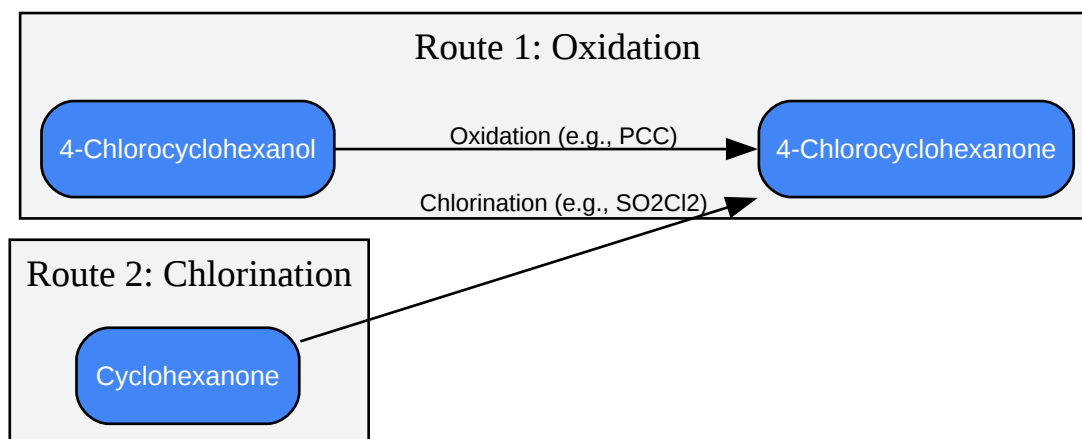 Route 1: Oxidation
4-Chlorocyclohexanol
Oxidation (e.g., PCC)
4-Chlorocyclohexanone
Chlorination (e.g., SO2Cl2)
Route 2: Chlorination
Cyclohexanone